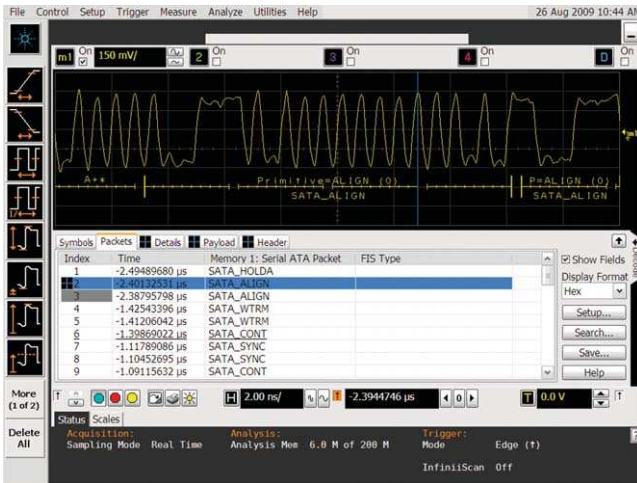 File Control Setup Trigger Measure Analyze Utilities Help 26 Aug 2009 10:44 AM
m1 On 150 mV/ 2 On 3 On 4 On D On
A+* Primitive=ALIGN (0) P=ALIGN (0)
SATA_ALIGN SATA_ALIGN
Symbols Packets Details Payload Header
Index Time Memory 1: Serial ATA Packet FIS Type
1 -2.49489680 µs SATA_HOLDA
2 -2.40132531 µs SATA_ALIGN
3 -2.38795798 µs SATA_ALIGN
4 -1.42543396 µs SATA_WTRM
5 -1.41206042 µs SATA_WTRM
6 -1.39869022 µs SATA_CONT
7 -1.11789086 µs SATA_SYNC
8 -1.10452695 µs SATA_SYNC
9 -1.09115632 µs SATA_CONT
Show Fields
Display Format
Hex
Setup...
Search...
Save...
Help
Decode
More
(1 of 2)
Delete
All
H 2.00 ns/ -2.3944746 µs 0 T 0.0 V
Status Scales
Acquisition: Analysis: Trigger:
Sampling Mode Real Time Analysis Mem 6.0 M of 200 M Mode Edge (↑)
InfiniiScan Off